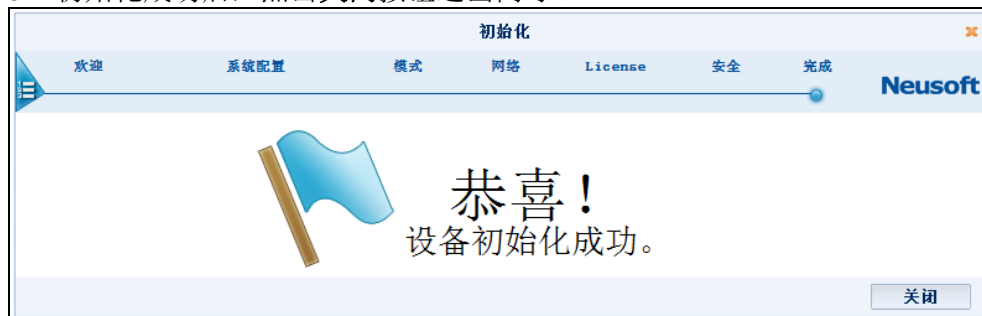 初始化
欢迎 系统配置 模式 网络 License 安全 完成
Neusoft
恭喜！
设备初始化成功。
关闭